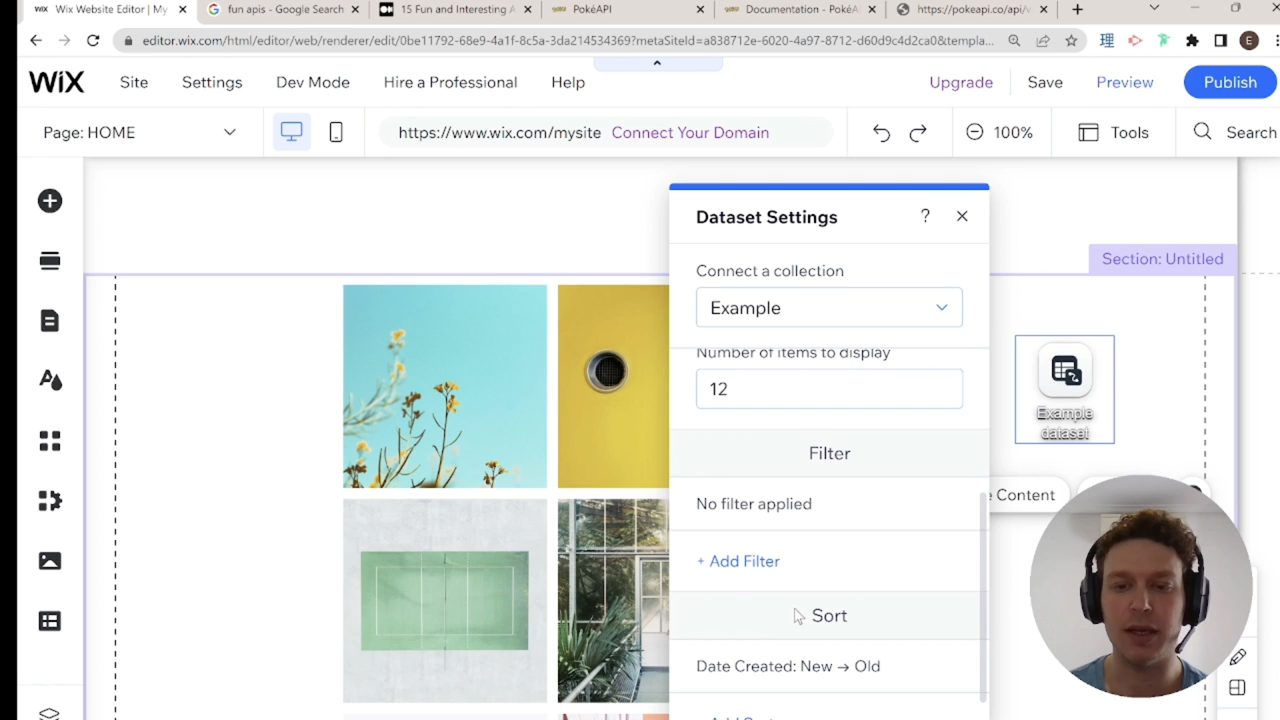 Wix Website Editor | My
fun apis - Google Search
15 Fun and Interesting A
PokéAPI
Documentation - PokéA
https://pokeapi.co/api/v
editor.wix.com/html/editor/web/renderer/edit/0be11792-68e9-4a1f-8c5a-3da214534369?metaSiteId=a838712e-6020-4a97-8712-d60d9c4d2ca0&templa...
理
E
WiX
Site
Settings
Dev Mode
Hire a Professional
Help
Upgrade
Save
Preview
Publish
Page: HOME
https://www.wix.com/mysite Connect Your Domain
100%
Tools
Search
Dataset Settings
?
Section: Untitled
Connect a collection
Example
Number of items to display
12
Example
dataset
Filter
e Content
No filter applied
+ Add Filter
Sort
Date Created: New → Old